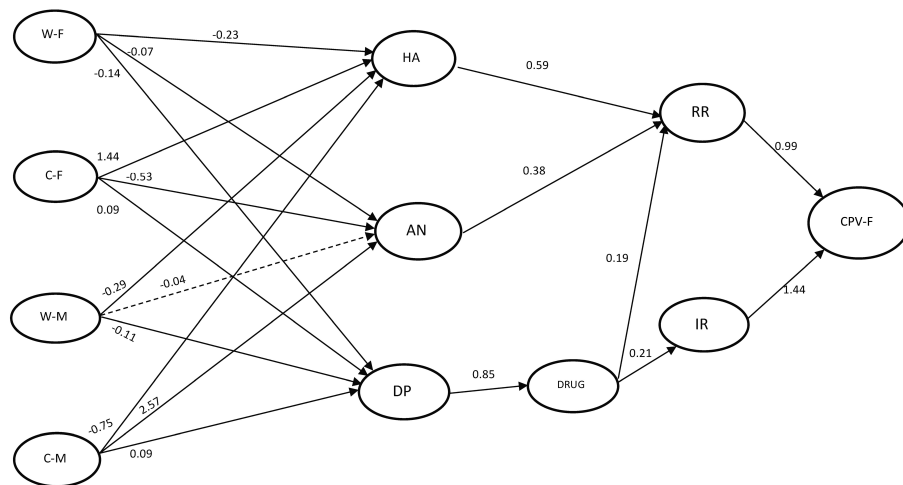 W-F
-0.23
-0.07
-0.14
HA
0.59
RR
0.99
C-F
1.44
-0.53
0.09
AN
0.38
CPV-F
0.19
1.44
W-M
-0.29
-0.04
-0.11
IR
0.21
DP
0.85
DRUG
C-M
-0.75
2.57
0.09